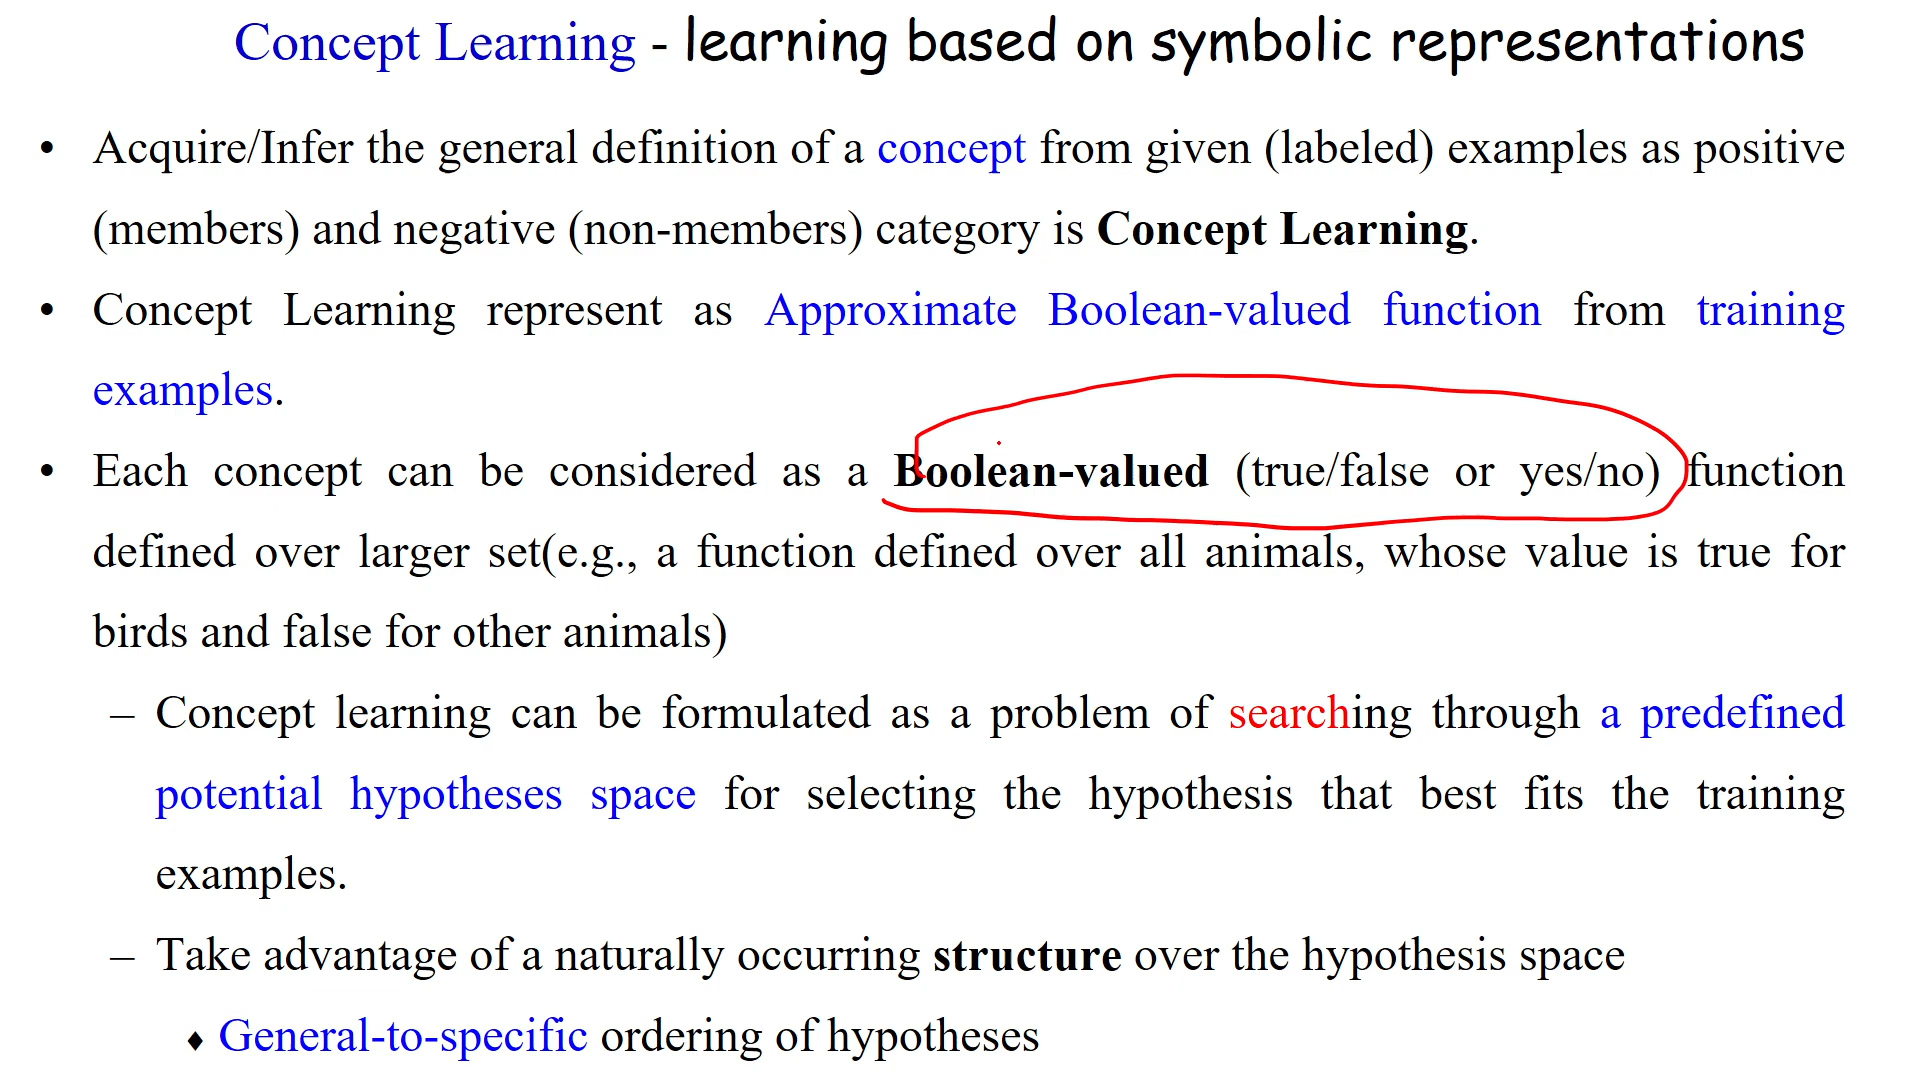 Concept Learning - learning based on symbolic representations
• Acquire/Infer the general definition of a concept from given (labeled) examples as positive
(members) and negative (non-members) category is Concept Learning.
• Concept Learning represent as Approximate Boolean-valued function from training
examples.
• Each concept can be considered as a Boolean-valued (true/false or yes/no) function
defined over larger set(e.g., a function defined over all animals, whose value is true for
birds and false for other animals)
– Concept learning can be formulated as a problem of searching through a predefined
potential hypotheses space for selecting the hypothesis that best fits the training
examples.
– Take advantage of a naturally occurring structure over the hypothesis space
♦ General-to-specific ordering of hypotheses